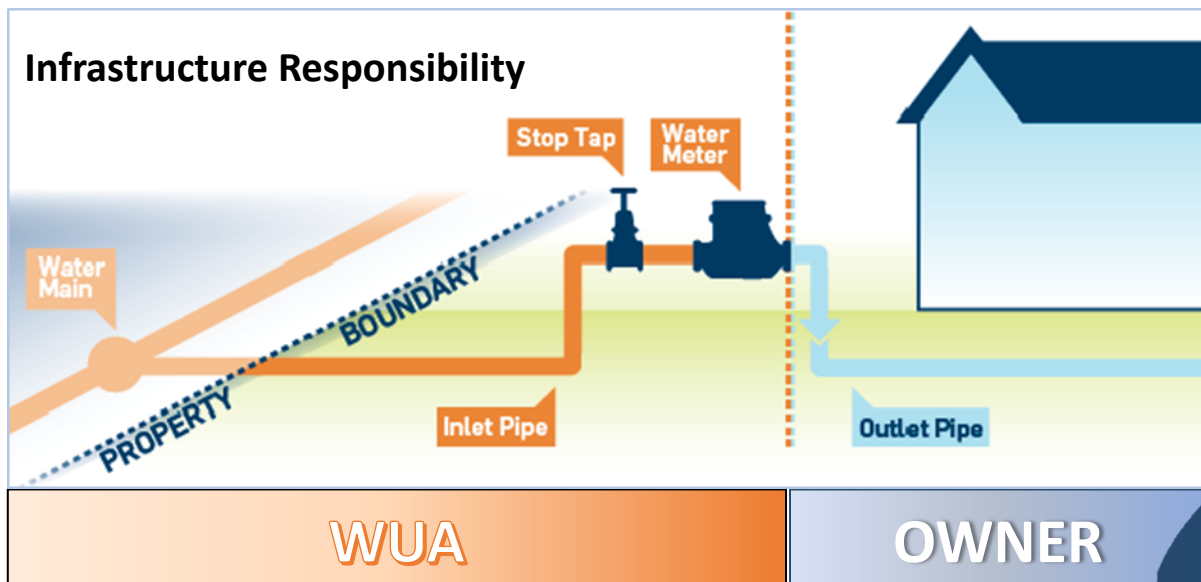 Infrastructure Responsibility
Stop Tap
Water
Meter
Water
Main
PROPERTY BOUNDARY
Inlet Pipe
Outlet Pipe
WUA
OWNER